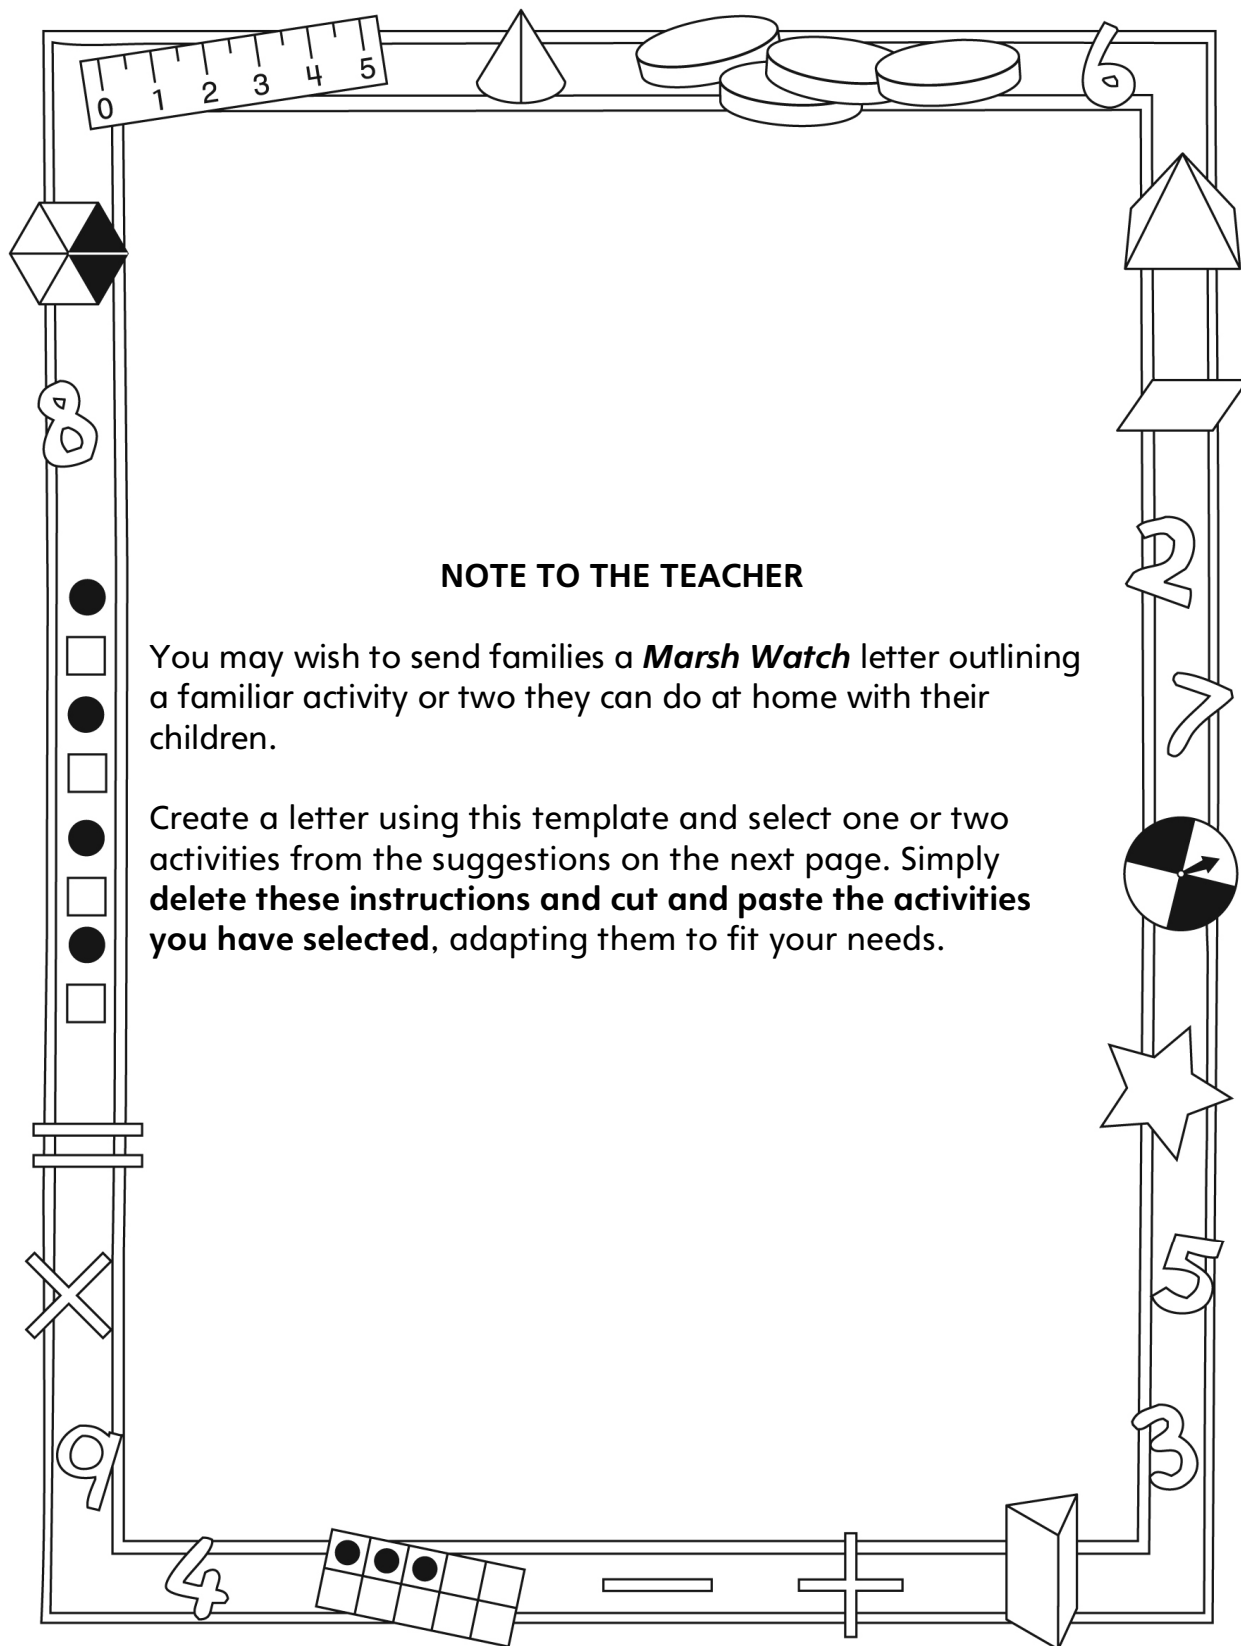 0 1 2 3 4 5
6
8
2
NOTE TO THE TEACHER
You may wish to send families a Marsh Watch letter outlining
a familiar activity or two they can do at home with their
children.
7
Create a letter using this template and select one or two
activities from the suggestions on the next page. Simply
delete these instructions and cut and paste the activities
you have selected, adapting them to fit your needs.
=
5
×
3
9
4
− +